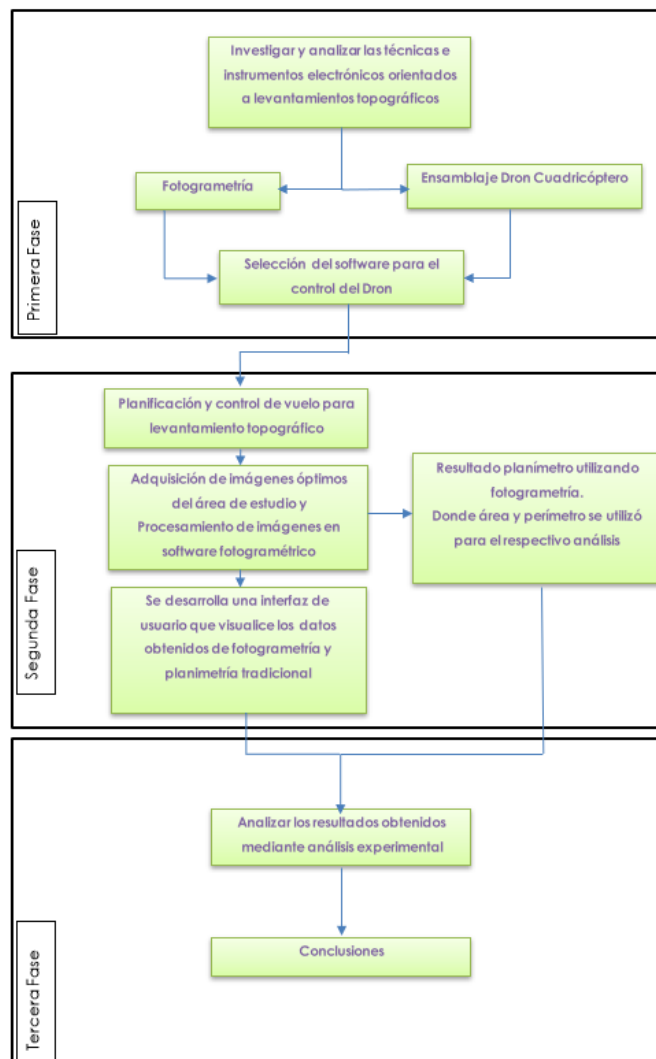 Investigar y analizar las técnicas e
instrumentos electrónicos orientados
a levantamientos topográficos
Fotogrametría
Ensamblaje Dron Cuadricóptero
Selección del software para el
control del Dron
Primera Fase
Planificación y control de vuelo para
levantamiento topográfico
Adquisición de imágenes óptimos
del área de estudio y
Procesamiento de imágenes en
software fotogramétrico
Resultado planímetro utilizando
fotogrametría.
Donde área y perímetro se utilizó
para el respectivo análisis
Se desarrolla una interfaz de
usuario que visualice los datos
obtenidos de fotogrametría y
planimetría tradicional
Segunda Fase
Analizar los resultados obtenidos
mediante análisis experimental
Conclusiones
Tercera Fase